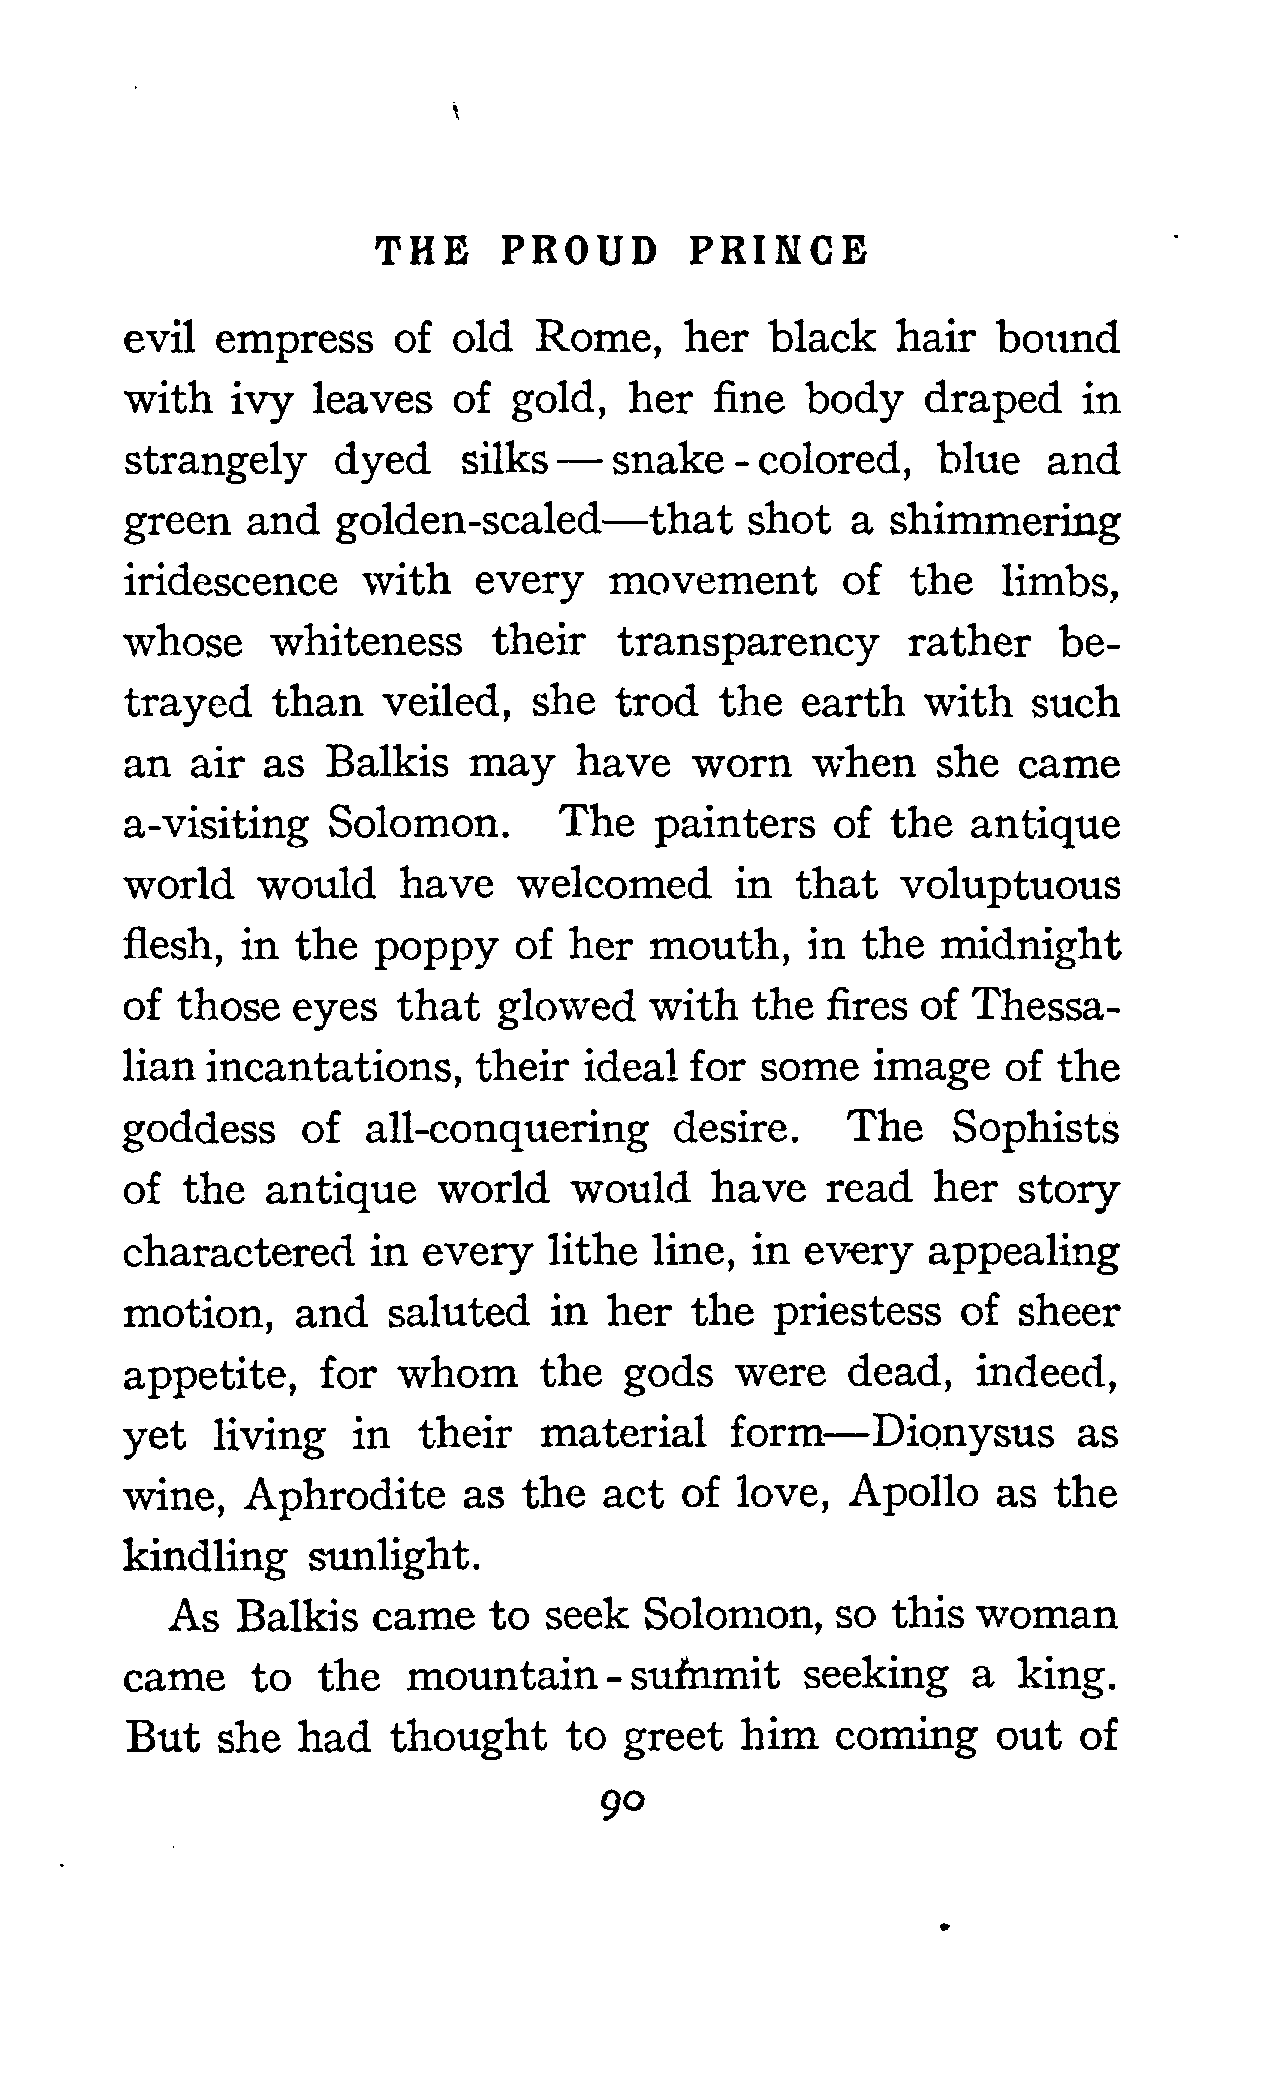 THE PROUD PRINCE
evil empress of old Rome, her black hair bound
with ivy leaves of gold, her fine body draped in
strangely dyed silks — snake - colored, blue and
green and golden-scaled—that shot a shimmering
iridescence with every movement of the limbs,
whose whiteness their transparency rather be-
trayed than veiled, she trod the earth with such
an air as Balkis may have worn when she came
a-visiting Solomon. The painters of the antique
world would have welcomed in that voluptuous
flesh, in the poppy of her mouth, in the midnight
of those eyes that glowed with the fires of Thessa-
lian incantations, their ideal for some image of the
goddess of all-conquering desire. The Sophists
of the antique world would have read her story
charactered in every lithe line, in every appealing
motion, and saluted in her the priestess of sheer
appetite, for whom the gods were dead, indeed,
yet living in their material form—Dionysus as
wine, Aphrodite as the act of love, Apollo as the
kindling sunlight.
As Balkis came to seek Solomon, so this woman
came to the mountain - summit seeking a king.
But she had thought to greet him coming out of
90